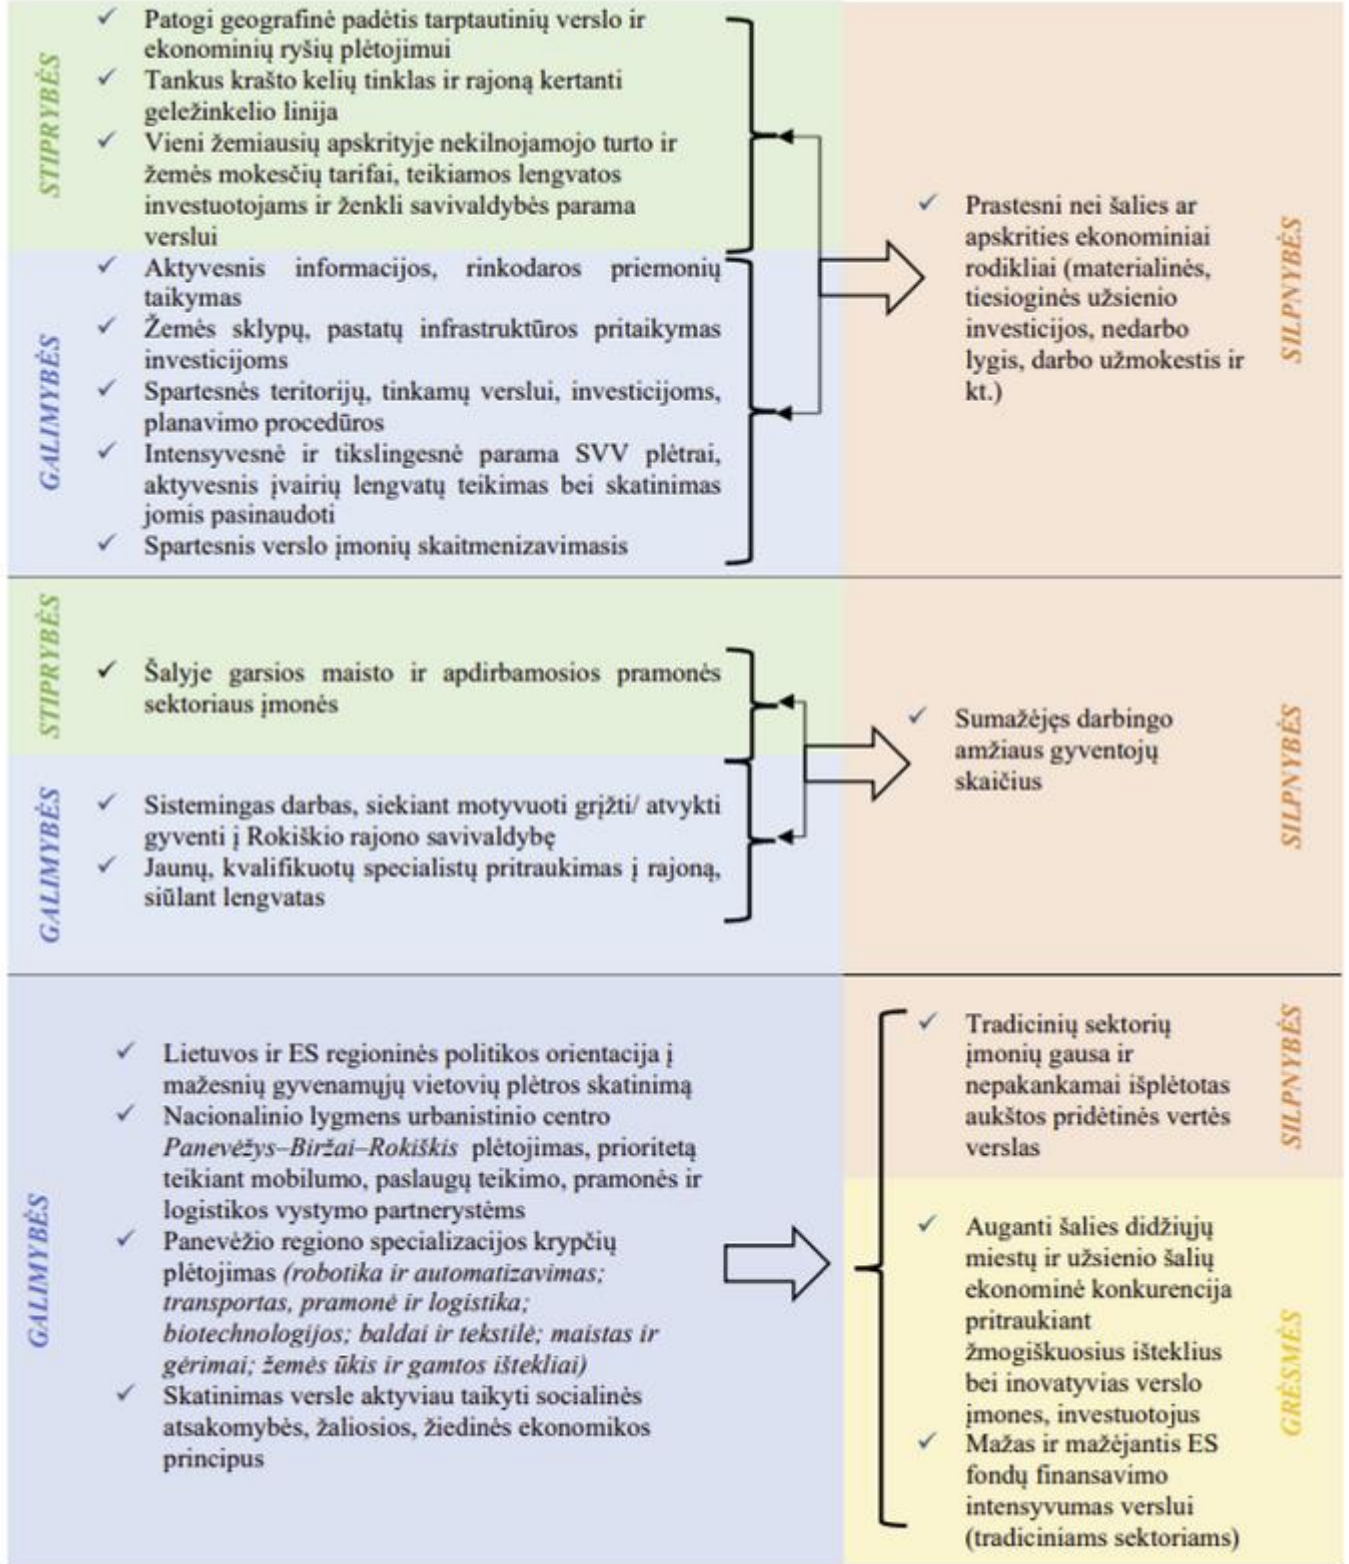 STIPRYBĖS
✓ Patogi geografinė padėtis tarptautinių verslo ir
ekonominių ryšių plėtojimui
✓ Tankus krašto kelių tinklas ir rajoną kertanti
geležinkelio linija
✓ Vieni žemiausių apskrityje nekilnojamojo turto ir
žemės mokesčių tarifai, teikiamos lengvatos
investuotojams ir ženkli savivaldybės parama
verslui
GALIMYBĖS
✓ Aktyvesnis informacijos, rinkodaros priemonių
taikymas
✓ Žemės sklypų, pastatų infrastruktūros pritaikymas
investicijoms
✓ Spartesnės teritorijų, tinkamų verslui, investicijoms,
planavimo procedūros
✓ Intensyvesnė ir tikslingesnė parama SVV plėtrai,
aktyvesnis įvairių lengvatų teikimas bei skatinimas
jomis pasinaudoti
✓ Spartesnis verslo įmonių skaitmenizavimasis
✓ Prastesni nei šalies ar
apskrities ekonominiai
rodikliai (materialinės,
tiesioginės užsienio
investicijos, nedarbo
lygis, darbo užmokestis ir
kt.)
SILPNYBĖS
STIPRYBĖS
✓ Šalyje garsios maisto ir apdirbamosios pramonės
sektoriaus įmonės
GALIMYBĖS
✓ Sistemingas darbas, siekiant motyvuoti grįžti/ atvykti
gyventi į Rokiškio rajono savivaldybę
✓ Jaunų, kvalifikuotų specialistų pritraukimas į rajoną,
siūlant lengvatas
✓ Sumažėjęs darbingo
amžiaus gyventojų
skaičius
SILPNYBĖS
GALIMYBĖS
✓ Lietuvos ir ES regioninės politikos orientacija į
mažesnių gyvenamųjų vietovių plėtros skatinimą
✓ Nacionalinio lygmens urbanistinio centro
Panevėžys–Biržai–Rokiškis plėtojimas, prioritetą
teikiant mobilumo, paslaugų teikimo, pramonės ir
logistikos vystymo partnerystėms
✓ Panevėžio regiono specializacijos krypčių
plėtojimas (robotika ir automatizavimas;
transportas, pramonė ir logistika;
biotechnologijos; baldai ir tekstilė; maistas ir
gėrimai; žemės ūkis ir gamtos ištekliai)
✓ Skatinimas versle aktyviau taikyti socialinės
atsakomybės, žaliosios, žiedinės ekonomikos
principus
✓ Tradicinių sektorių
įmonių gausa ir
nepakankamai išplėtotas
aukštos pridėtinės vertės
verslas
SILPNYBĖS
✓ Auganti šalies didžiųjų
miestų ir užsienio šalių
ekonominė konkurencija
pritraukiant
žmogiškuosius išteklius
bei inovatyvias verslo
įmones, investuotojus
✓ Mažas ir mažėjantis ES
fondų finansavimo
intensyvumas verslui
(tradiciniams sektoriams)
GRĖSMĖS